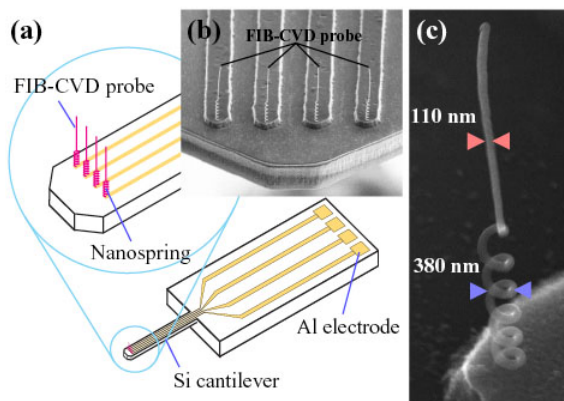 (a)
FIB-CVD probe
Nanospring
Al electrode
Si cantilever
(b)
FIB-CVD probe
(c)
110 nm
380 nm